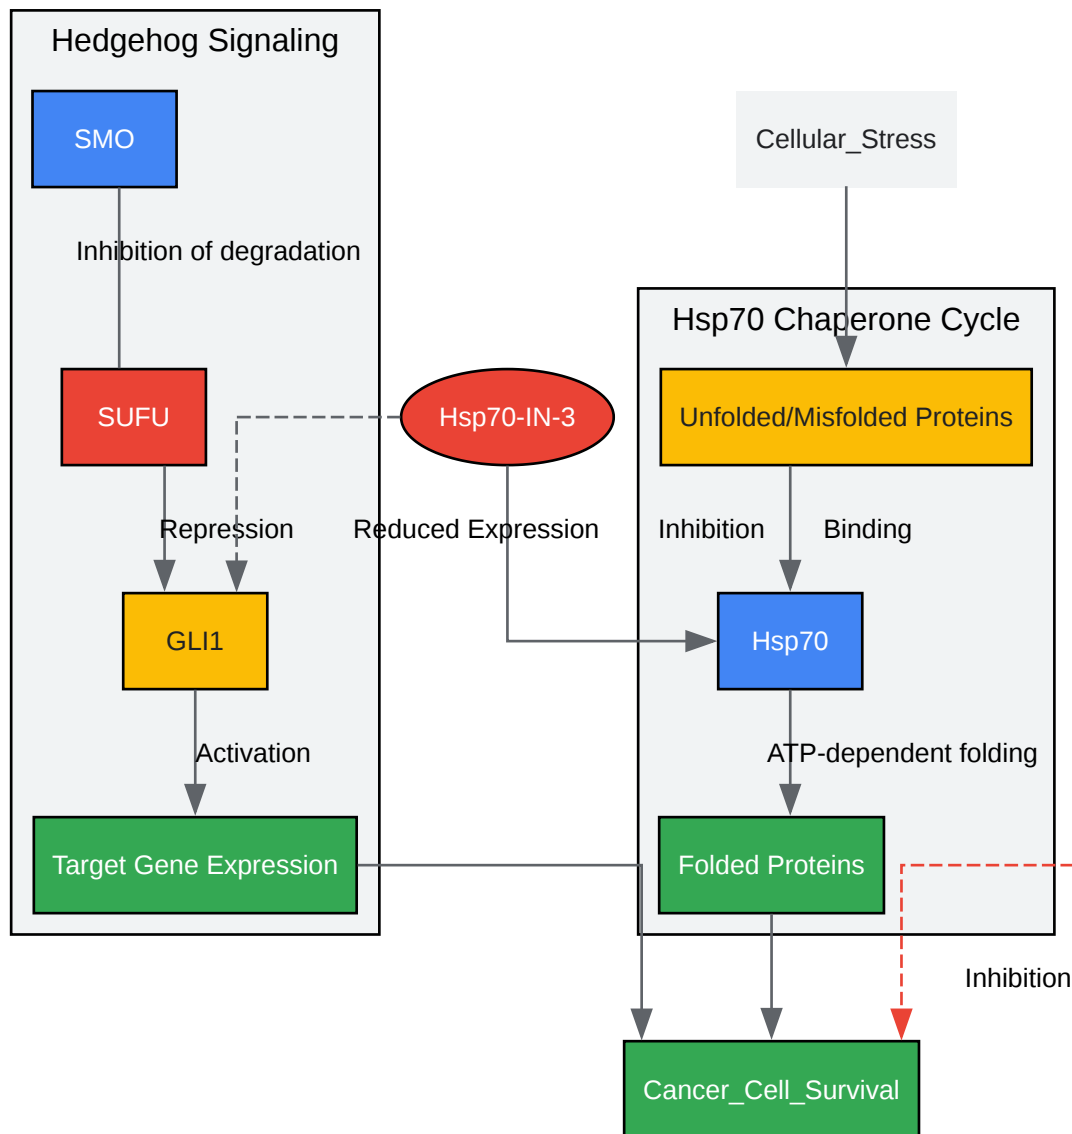 Hedgehog Signaling
SMO
Cellular_Stress
Inhibition of degradation
Hsp70 Chaperone Cycle
SUFU
Hsp70-IN-3
Unfolded/Misfolded Proteins
Repression
Reduced Expression
Inhibition
Binding
GLI1
Hsp70
Activation
ATP-dependent folding
Target Gene Expression
Folded Proteins
Inhibition
Cancer_Cell_Survival